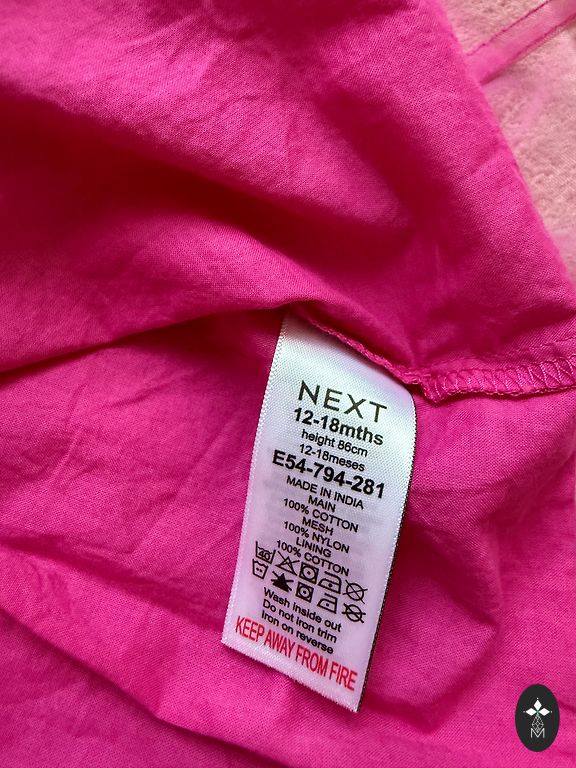 NEXT
12-18mths
height 86cm
12-18meses
E54-794-281
MADE IN INDIA
MAIN
100% COTTON
MESH
100% NYLON
LINING
100% COTTON
40
Wash inside out
Do not iron trim
Iron on reverse
KEEP AWAY FROM FIRE